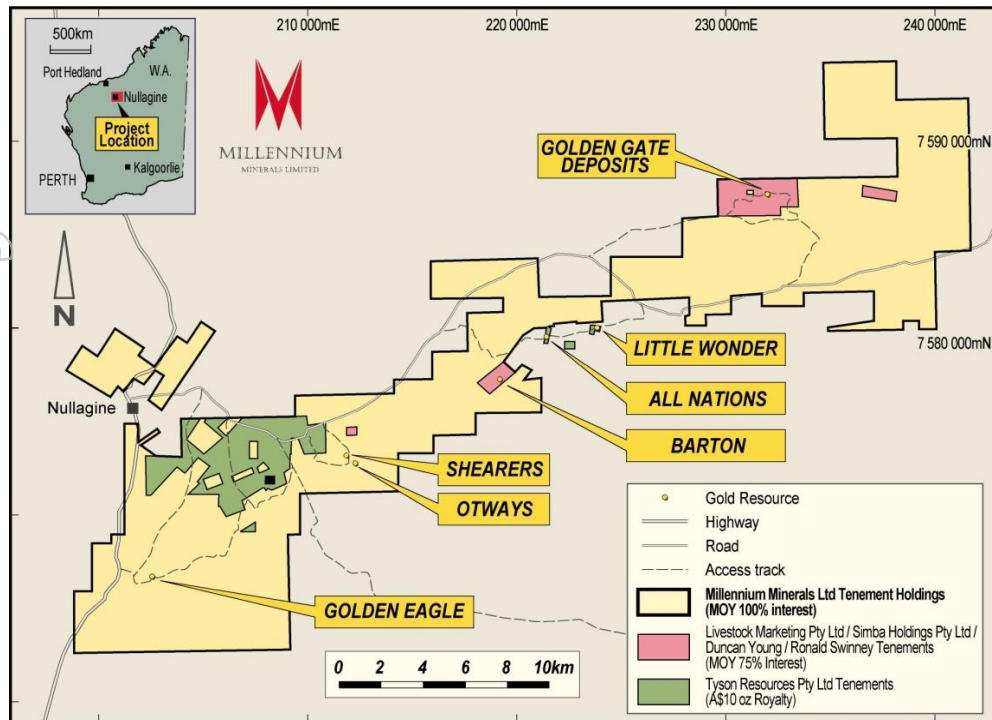 210 000mE
220 000mE
230 000mE
240 000mE
500km
Port Hedland
W.A.
Nullagine
Project
Location
Kalgoorlie
PERTH
MILLENNIUM
MINERALS LIMITED
GOLDEN GATE
DEPOSITS
7 590 000mN
N
7 580 000mN
LITTLE WONDER
ALL NATIONS
BARTON
Nullagine
SHEARERS
OTWAYS
GOLDEN EAGLE
0 2 4 6 8 10km
Gold Resource
Highway
Road
Access track
Millennium Minerals Ltd Tenement Holdings
(MOY 100% interest)
Livestock Marketing Pty Ltd / Simba Holdings Pty Ltd /
Duncan Young / Ronald Swinney Tenements
(MOY 75% Interest)
Tyson Resources Pty Ltd Tenements
(A$10 oz Royalty)